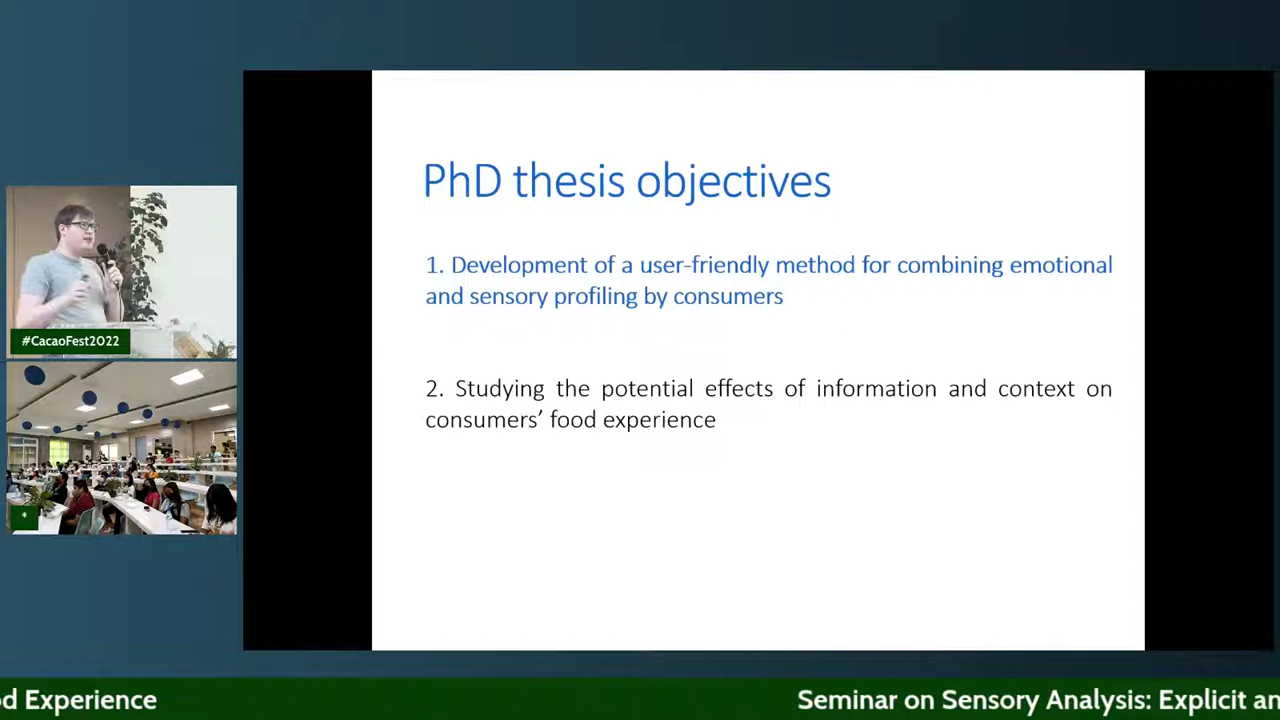 PhD thesis objectives
1. Development of a user-friendly method for combining emotional
and sensory profiling by consumers
2. Studying the potential effects of information and context on
consumers’ food experience
#CacaoFest2022
*
od Experience
Seminar on Sensory Analysis: Explicit an